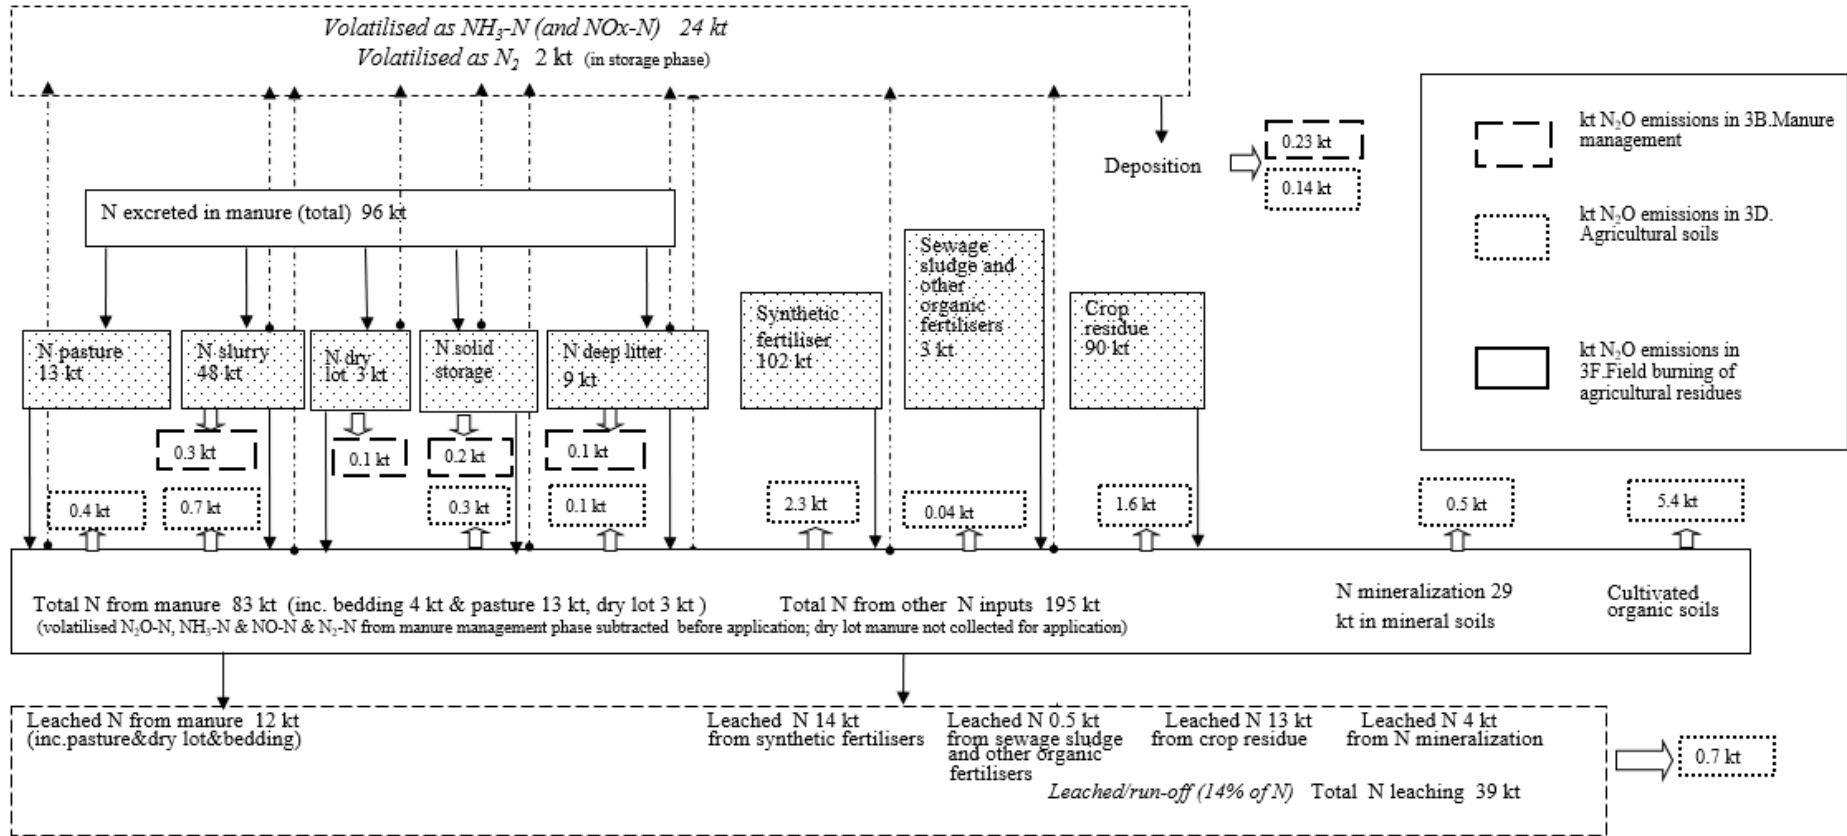 Volatilised as NH₃-N (and NOx-N) 24 kt
Volatilised as N₂ 2 kt (in storage phase)
Deposition
0.23 kt
0.14 kt
kt N₂O emissions in 3B.Manure
management
kt N₂O emissions in 3D.
Agricultural soils
kt N₂O emissions in
3F.Field burning of
agricultural residues
N excreted in manure (total) 96 kt
N pasture
13 kt
N slurry
48 kt
N dry
lot 3 kt
N solid
storage
N deep litter
9 kt
Synthetic
fertiliser
102 kt
Sewage
sludge and
other
organic
fertilisers
3 kt
Crop
residue
90 kt
0.3 kt
0.1 kt
0.2 kt
0.1 kt
0.4 kt
0.7 kt
0.3 kt
0.1 kt
2.3 kt
0.04 kt
1.6 kt
0.5 kt
5.4 kt
Total N from manure 83 kt (inc. bedding 4 kt & pasture 13 kt, dry lot 3 kt )
(volatilised N₂O-N, NH₃-N & NO-N & N₂-N from manure management phase subtracted before application; dry lot manure not collected for application)
Total N from other N inputs 195 kt
N mineralization 29
kt in mineral soils
Cultivated
organic soils
Leached N from manure 12 kt
(inc.pasture&dry lot&bedding)
Leached N 14 kt
from synthetic fertilisers
Leached N 0.5 kt
from sewage sludge
and other organic
fertilisers
Leached N 13 kt
from crop residue
Leached N 4 kt
from N mineralization
Leached/run-off (14% of N) Total N leaching 39 kt
0.7 kt